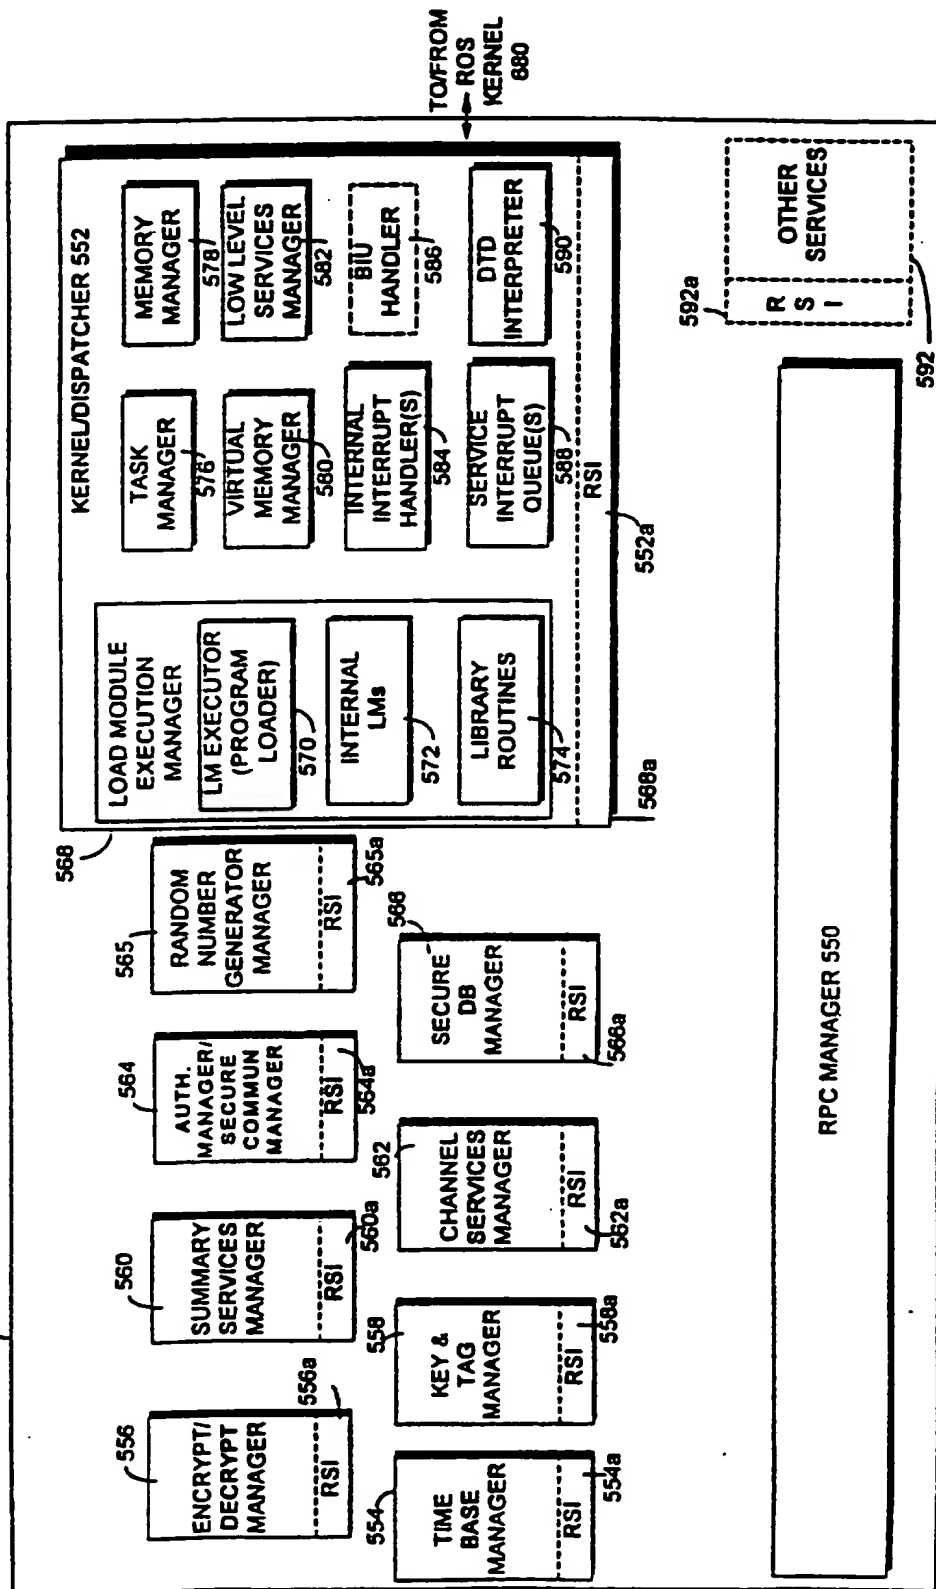 KERNEL/DISPATCHER 552
568
LOAD MODULE
EXECUTION
MANAGER
LM EXECUTOR
(PROGRAM
LOADER)
570
INTERNAL
LMs
572
LIBRARY
ROUTINES
574
568a
TASK
MANAGER
576
MEMORY
MANAGER
578
VIRTUAL
MEMORY
MANAGER
580
LOW LEVEL
SERVICES
MANAGER
582
INTERNAL
INTERRUPT
HANDLER(S)
584
BIU
HANDLER
586
SERVICE
INTERRUPT
QUEUE(S)
588
DTD
INTERPRETER
590
RSI
552a
TO/FROM
ROS
KERNEL
680
556
ENCRYPT/
DECRYPT
MANAGER
RSI
556a
560
SUMMARY
SERVICES
MANAGER
RSI
560a
564
AUTH.
MANAGER/
SECURE
COMMUN
MANAGER
RSI
564a
565
RANDOM
NUMBER
GENERATOR
MANAGER
RSI
565a
554
TIME
BASE
MANAGER
RSI
554a
558
KEY &
TAG
MANAGER
RSI
558a
562
CHANNEL
SERVICES
MANAGER
RSI
562a
566
SECURE
DB
MANAGER
RSI
566a
592a
RSI
OTHER
SERVICES
592
RPC MANAGER 550